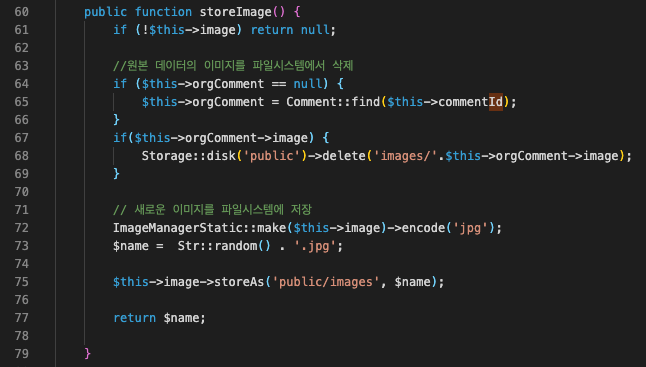 60 public function storeImage() {
61 if (!$this->image) return null;
62
63 //원본 데이터의 이미지를 파일시스템에서 삭제
64 if ($this->orgComment == null) {
65 $this->orgComment = Comment::find($this->commentId);
66 }
67 if($this->orgComment->image) {
68 Storage::disk('public')->delete('images/'.$this->orgComment->image);
69 }
70
71 // 새로운 이미지를 파일시스템에 저장
72 ImageManagerStatic::make($this->image)->encode('jpg');
73 $name =  Str::random() . '.jpg';
74
75 $this->image->storeAs('public/images', $name);
76
77 return $name;
78
79 }